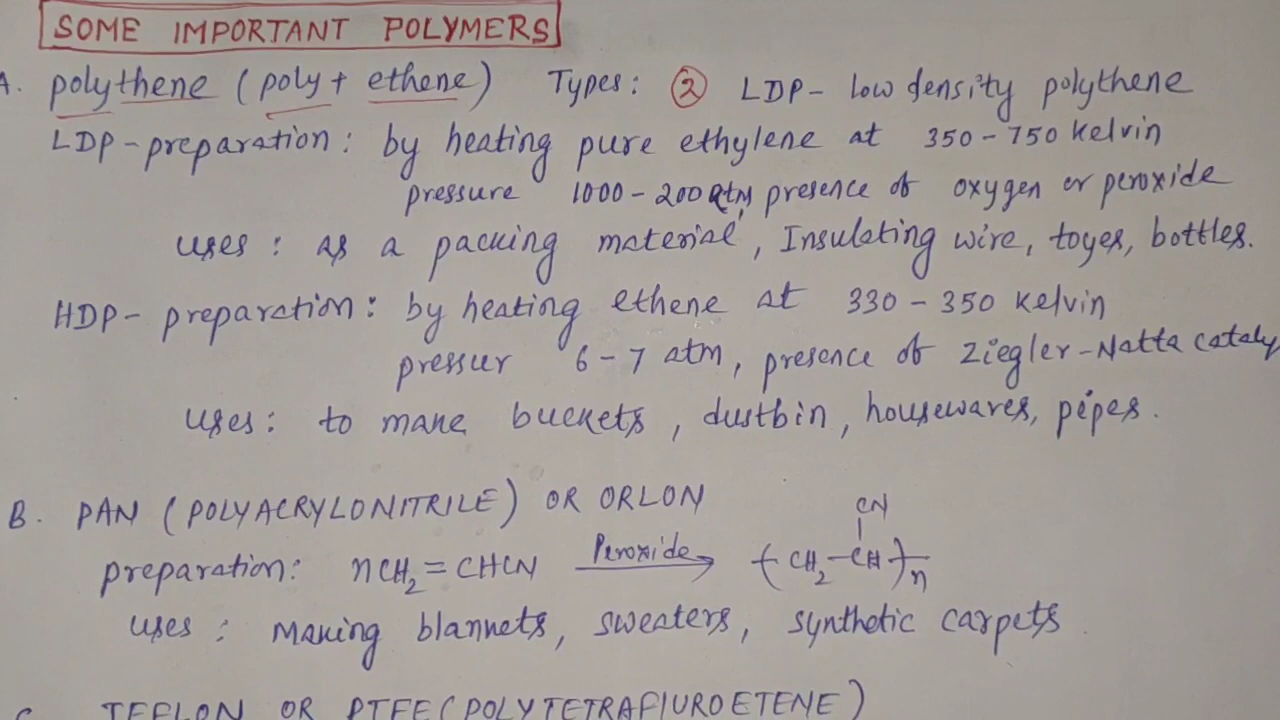 SOME IMPORTANT POLYMERS
A. polythene (poly + ethene) Types: 2 LDP- low density polythene
LDP - preparation: by heating pure ethylene at 350-750 kelvin
pressure 1000-200 atm, presence of oxygen or peroxide
uses: as a packing material, Insulating wire, toyes, bottles.
HDP- preparation: by heating ethene at 330-350 kelvin
pressur 6-7 atm, presence of Ziegler-Natta cataly
uses: to make buckets, dustbin, housewares, pipes.
B. PAN (POLYACRYLONITRILE) OR ORLON
CN
preparation: nCH₂=CHCN Peroxide → (CH₂-CH)n
uses: making blankets, sweaters, synthetic carpets
C. TEFLON OR PTFE (POLYTETRAFlUROETENE)